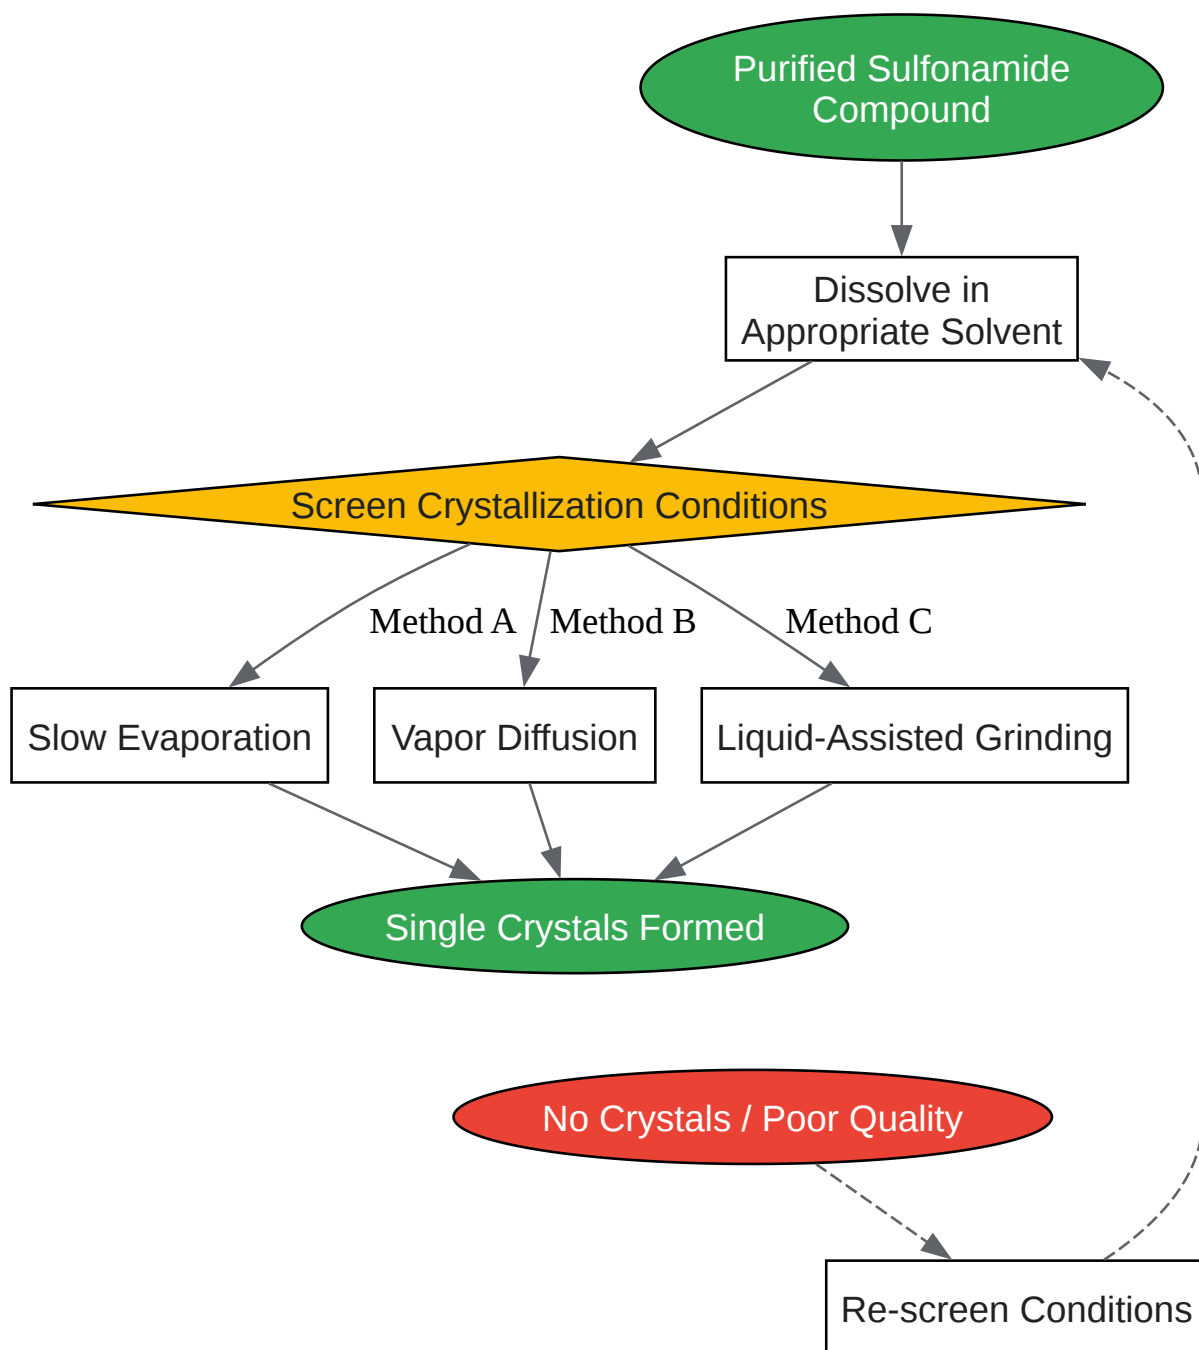 Purified Sulfonamide
Compound
Dissolve in
Appropriate Solvent
Screen Crystallization Conditions
Method A
Method B
Method C
Slow Evaporation
Vapor Diffusion
Liquid-Assisted Grinding
Single Crystals Formed
No Crystals / Poor Quality
Re-screen Conditions